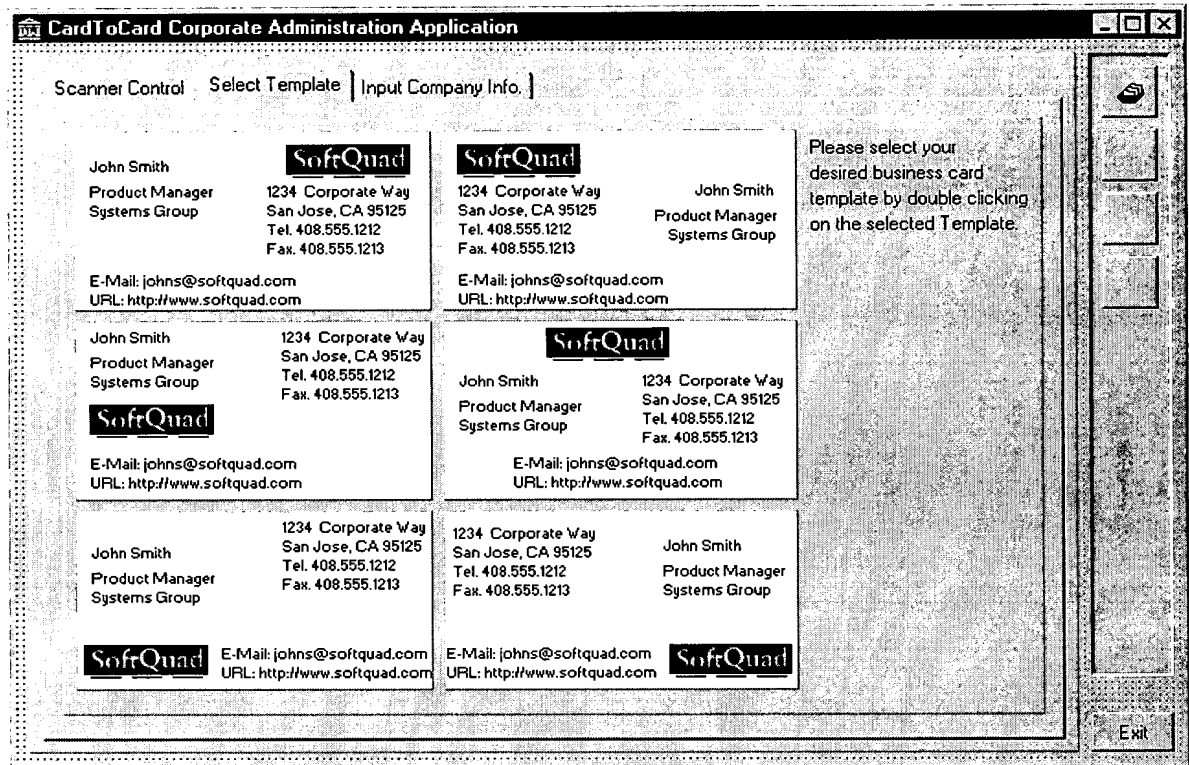 CardToCard Corporate Administration Application
Scanner Control
Select Template
Input Company Info.
John Smith
Product Manager
Systems Group
SoftQuad
1234 Corporate Way
San Jose, CA 95125
Tel. 408.555.1212
Fax. 408.555.1213
E-Mail: johns@softquad.com
URL: http://www.softquad.com
SoftQuad
1234 Corporate Way
San Jose, CA 95125
Tel. 408.555.1212
Fax. 408.555.1213
John Smith
Product Manager
Systems Group
E-Mail: johns@softquad.com
URL: http://www.softquad.com
Please select your
desired business card
template by double clicking
on the selected Template.
John Smith
Product Manager
Systems Group
1234 Corporate Way
San Jose, CA 95125
Tel. 408.555.1212
Fax. 408.555.1213
SoftQuad
E-Mail: johns@softquad.com
URL: http://www.softquad.com
SoftQuad
John Smith
Product Manager
Systems Group
1234 Corporate Way
San Jose, CA 95125
Tel. 408.555.1212
Fax. 408.555.1213
E-Mail: johns@softquad.com
URL: http://www.softquad.com
John Smith
Product Manager
Systems Group
1234 Corporate Way
San Jose, CA 95125
Tel. 408.555.1212
Fax. 408.555.1213
SoftQuad
E-Mail: johns@softquad.com
URL: http://www.softquad.com
1234 Corporate Way
San Jose, CA 95125
Tel. 408.555.1212
Fax. 408.555.1213
John Smith
Product Manager
Systems Group
E-Mail: johns@softquad.com
URL: http://www.softquad.com
SoftQuad
Exit